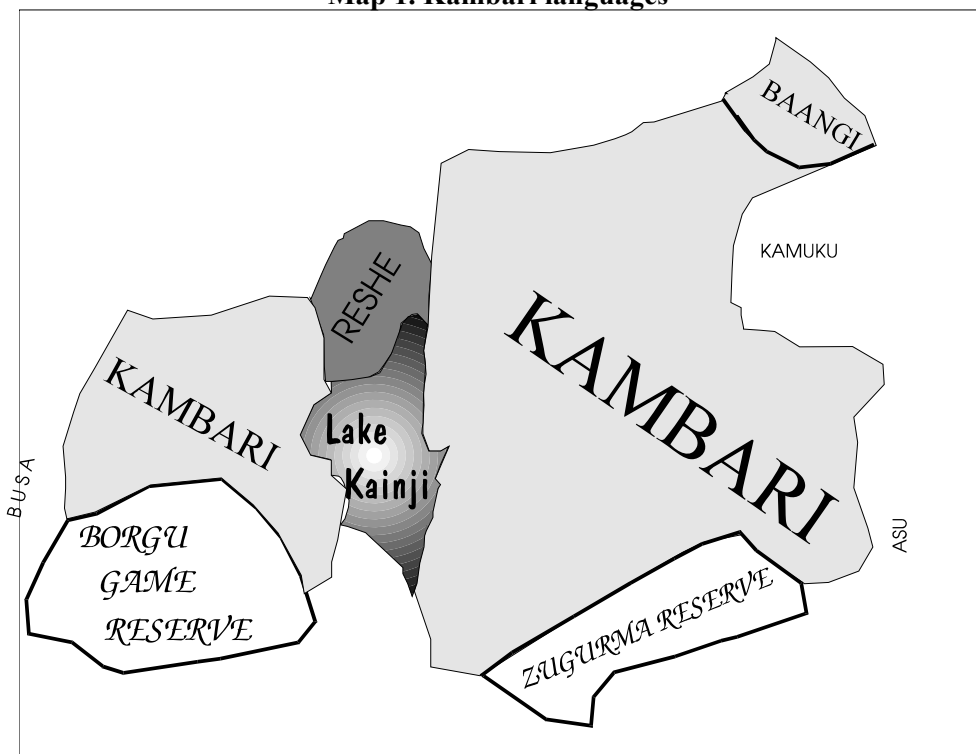 Map 1. Kambari languages
BAANGI
KAMUKU
RESHE
KAMBARI
KAMBARI
Lake
Kainji
BUSA
ASU
BORGU
GAME
RESERVE
ZUGURMA RESERVE